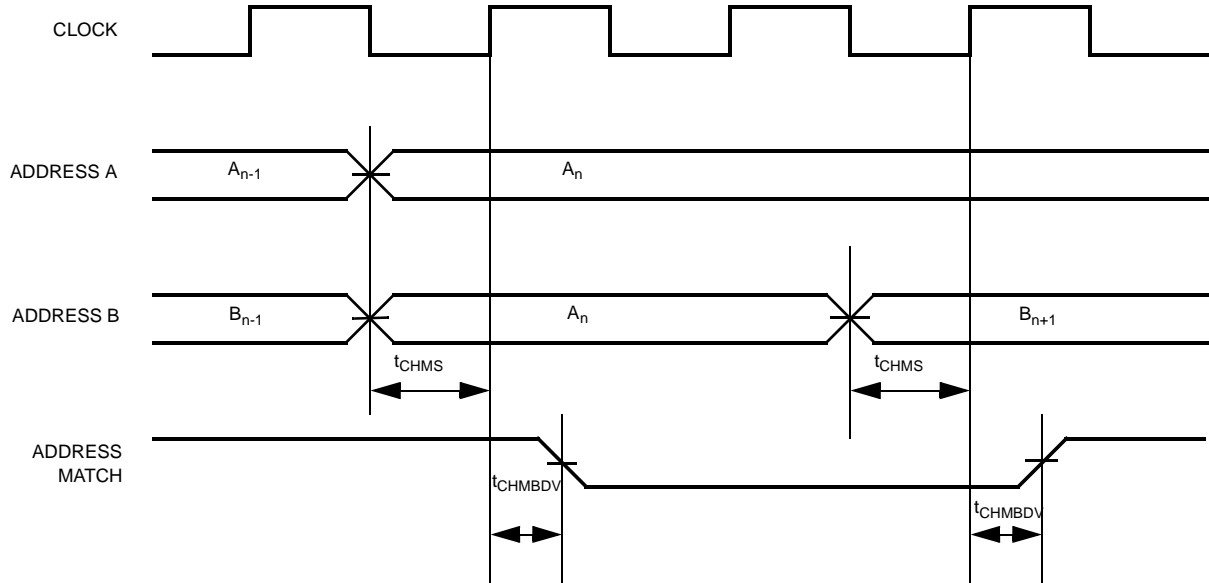 CLOCK
ADDRESS A
A_{n-1}
A_n
ADDRESS B
B_{n-1}
A_n
B_{n+1}
t_{CHMS}
t_{CHMS}
ADDRESS
MATCH
t_{CHMBDV}
t_{CHMBDV}